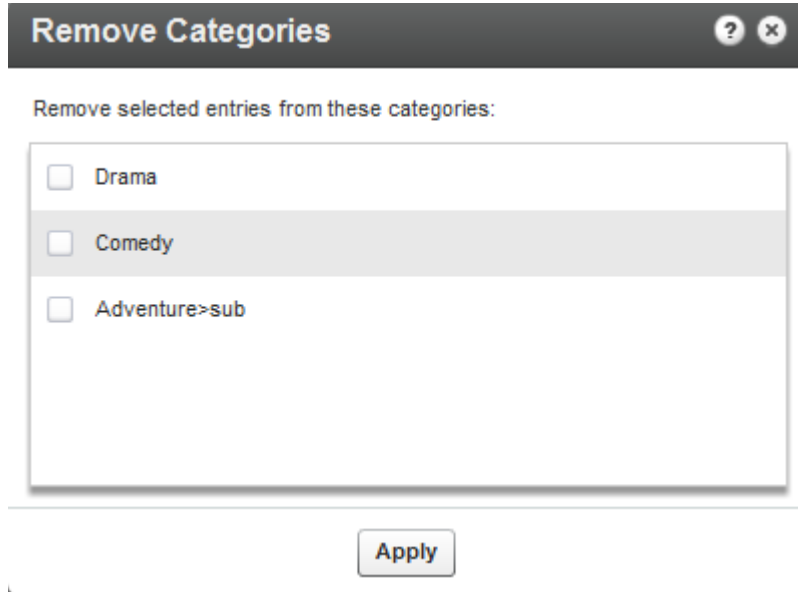 Remove Categories
Remove selected entries from these categories:
Drama
Comedy
Adventure>sub
Apply